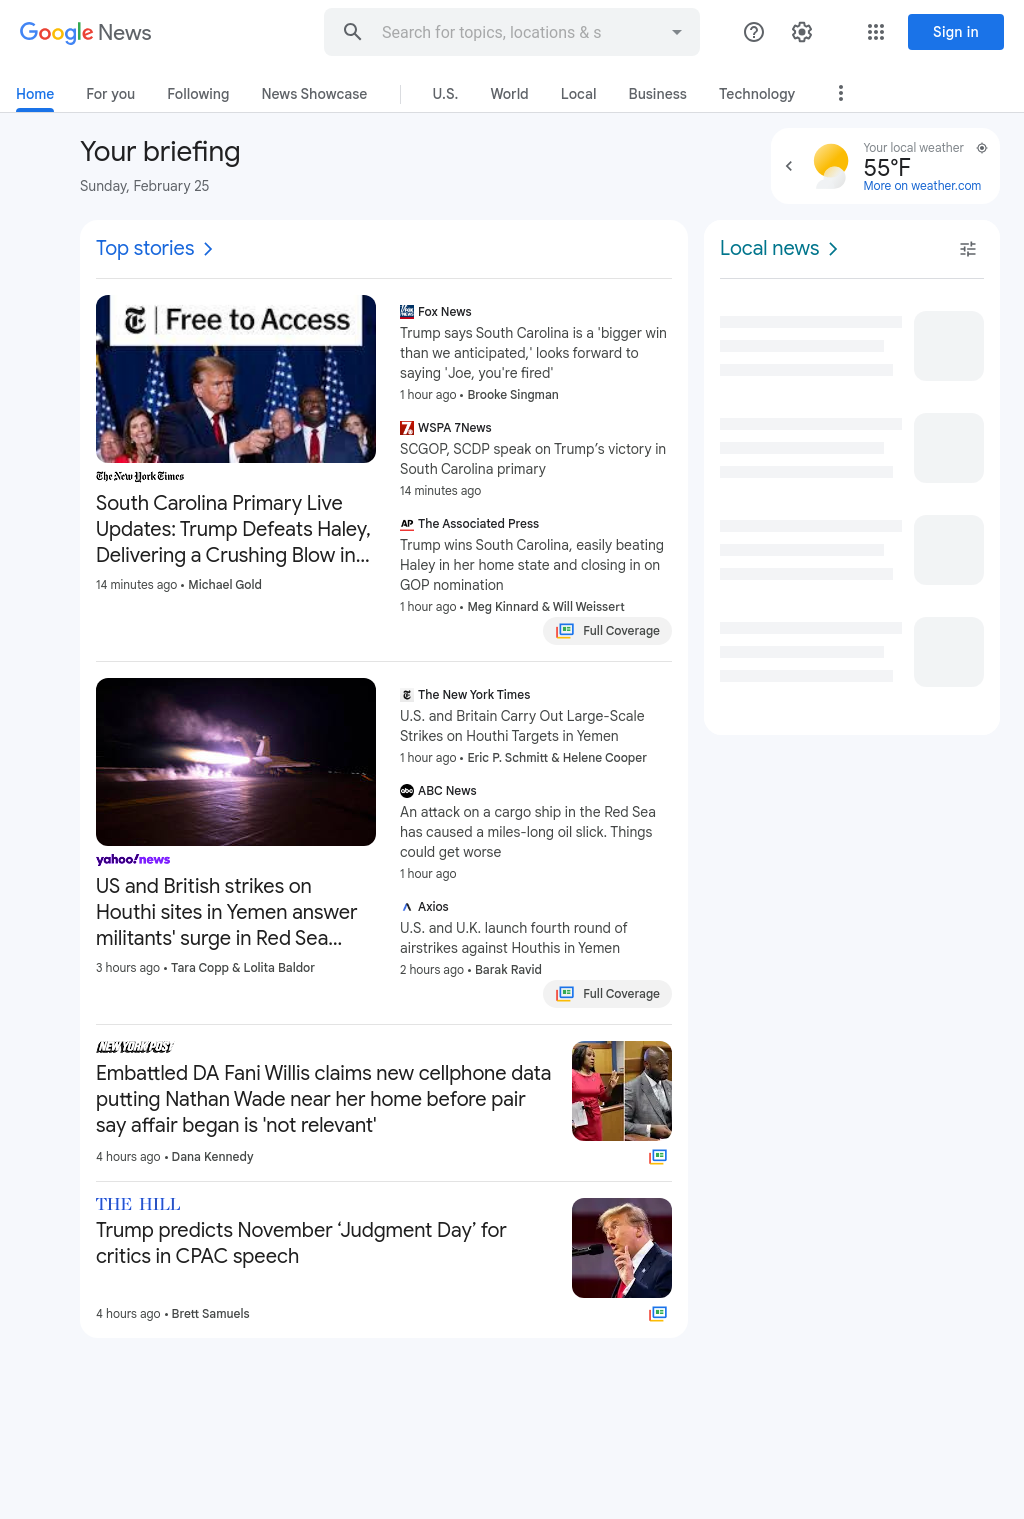 Google News
Search for topics, locations & s
Sign in
Home
For you
Following
News Showcase
U.S.
World
Local
Business
Technology
Your briefing
Sunday, February 25
Your local weather
55°F
More on weather.com
Top stories
T | Free to Access
The New York Times
South Carolina Primary Live
Updates: Trump Defeats Haley,
Delivering a Crushing Blow in...
14 minutes ago • Michael Gold
Fox News
Trump says South Carolina is a 'bigger win
than we anticipated,' looks forward to
saying 'Joe, you're fired'
1 hour ago • Brooke Singman
WSPA 7News
SCGOP, SCDP speak on Trump’s victory in
South Carolina primary
14 minutes ago
AP The Associated Press
Trump wins South Carolina, easily beating
Haley in her home state and closing in on
GOP nomination
1 hour ago • Meg Kinnard & Will Weissert
Full Coverage
yahoo!news
US and British strikes on
Houthi sites in Yemen answer
militants' surge in Red Sea...
3 hours ago • Tara Copp & Lolita Baldor
The New York Times
U.S. and Britain Carry Out Large-Scale
Strikes on Houthi Targets in Yemen
1 hour ago • Eric P. Schmitt & Helene Cooper
abc ABC News
An attack on a cargo ship in the Red Sea
has caused a miles-long oil slick. Things
could get worse
1 hour ago
Axios
U.S. and U.K. launch fourth round of
airstrikes against Houthis in Yemen
2 hours ago • Barak Ravid
Full Coverage
NEW YORK POST
Embattled DA Fani Willis claims new cellphone data
putting Nathan Wade near her home before pair
say affair began is 'not relevant'
4 hours ago • Dana Kennedy
THE HILL
Trump predicts November ‘Judgment Day’ for
critics in CPAC speech
4 hours ago • Brett Samuels
Local news